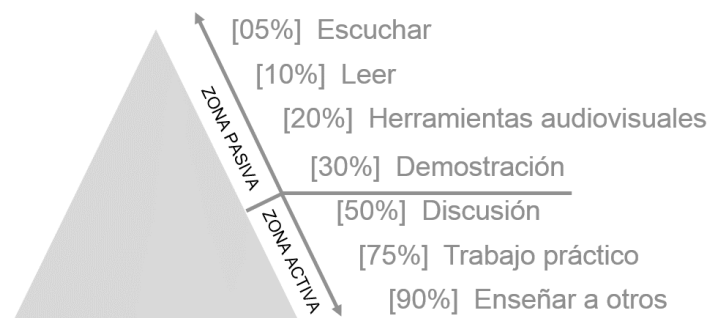 [05%] Escuchar
[10%] Leer
[20%] Herramientas audiovisuales
[30%] Demostración
[50%] Discusión
[75%] Trabajo práctico
[90%] Enseñar a otros
ZONA PASIVA
ZONA ACTIVA